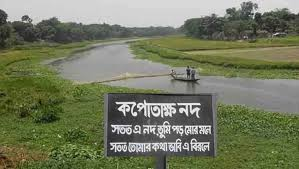 কপোতাক্ষ নদ
সতত এ নদ তুমি পড় মোর মনে
সতত তোমার কথা ভাবি এ বিরলে